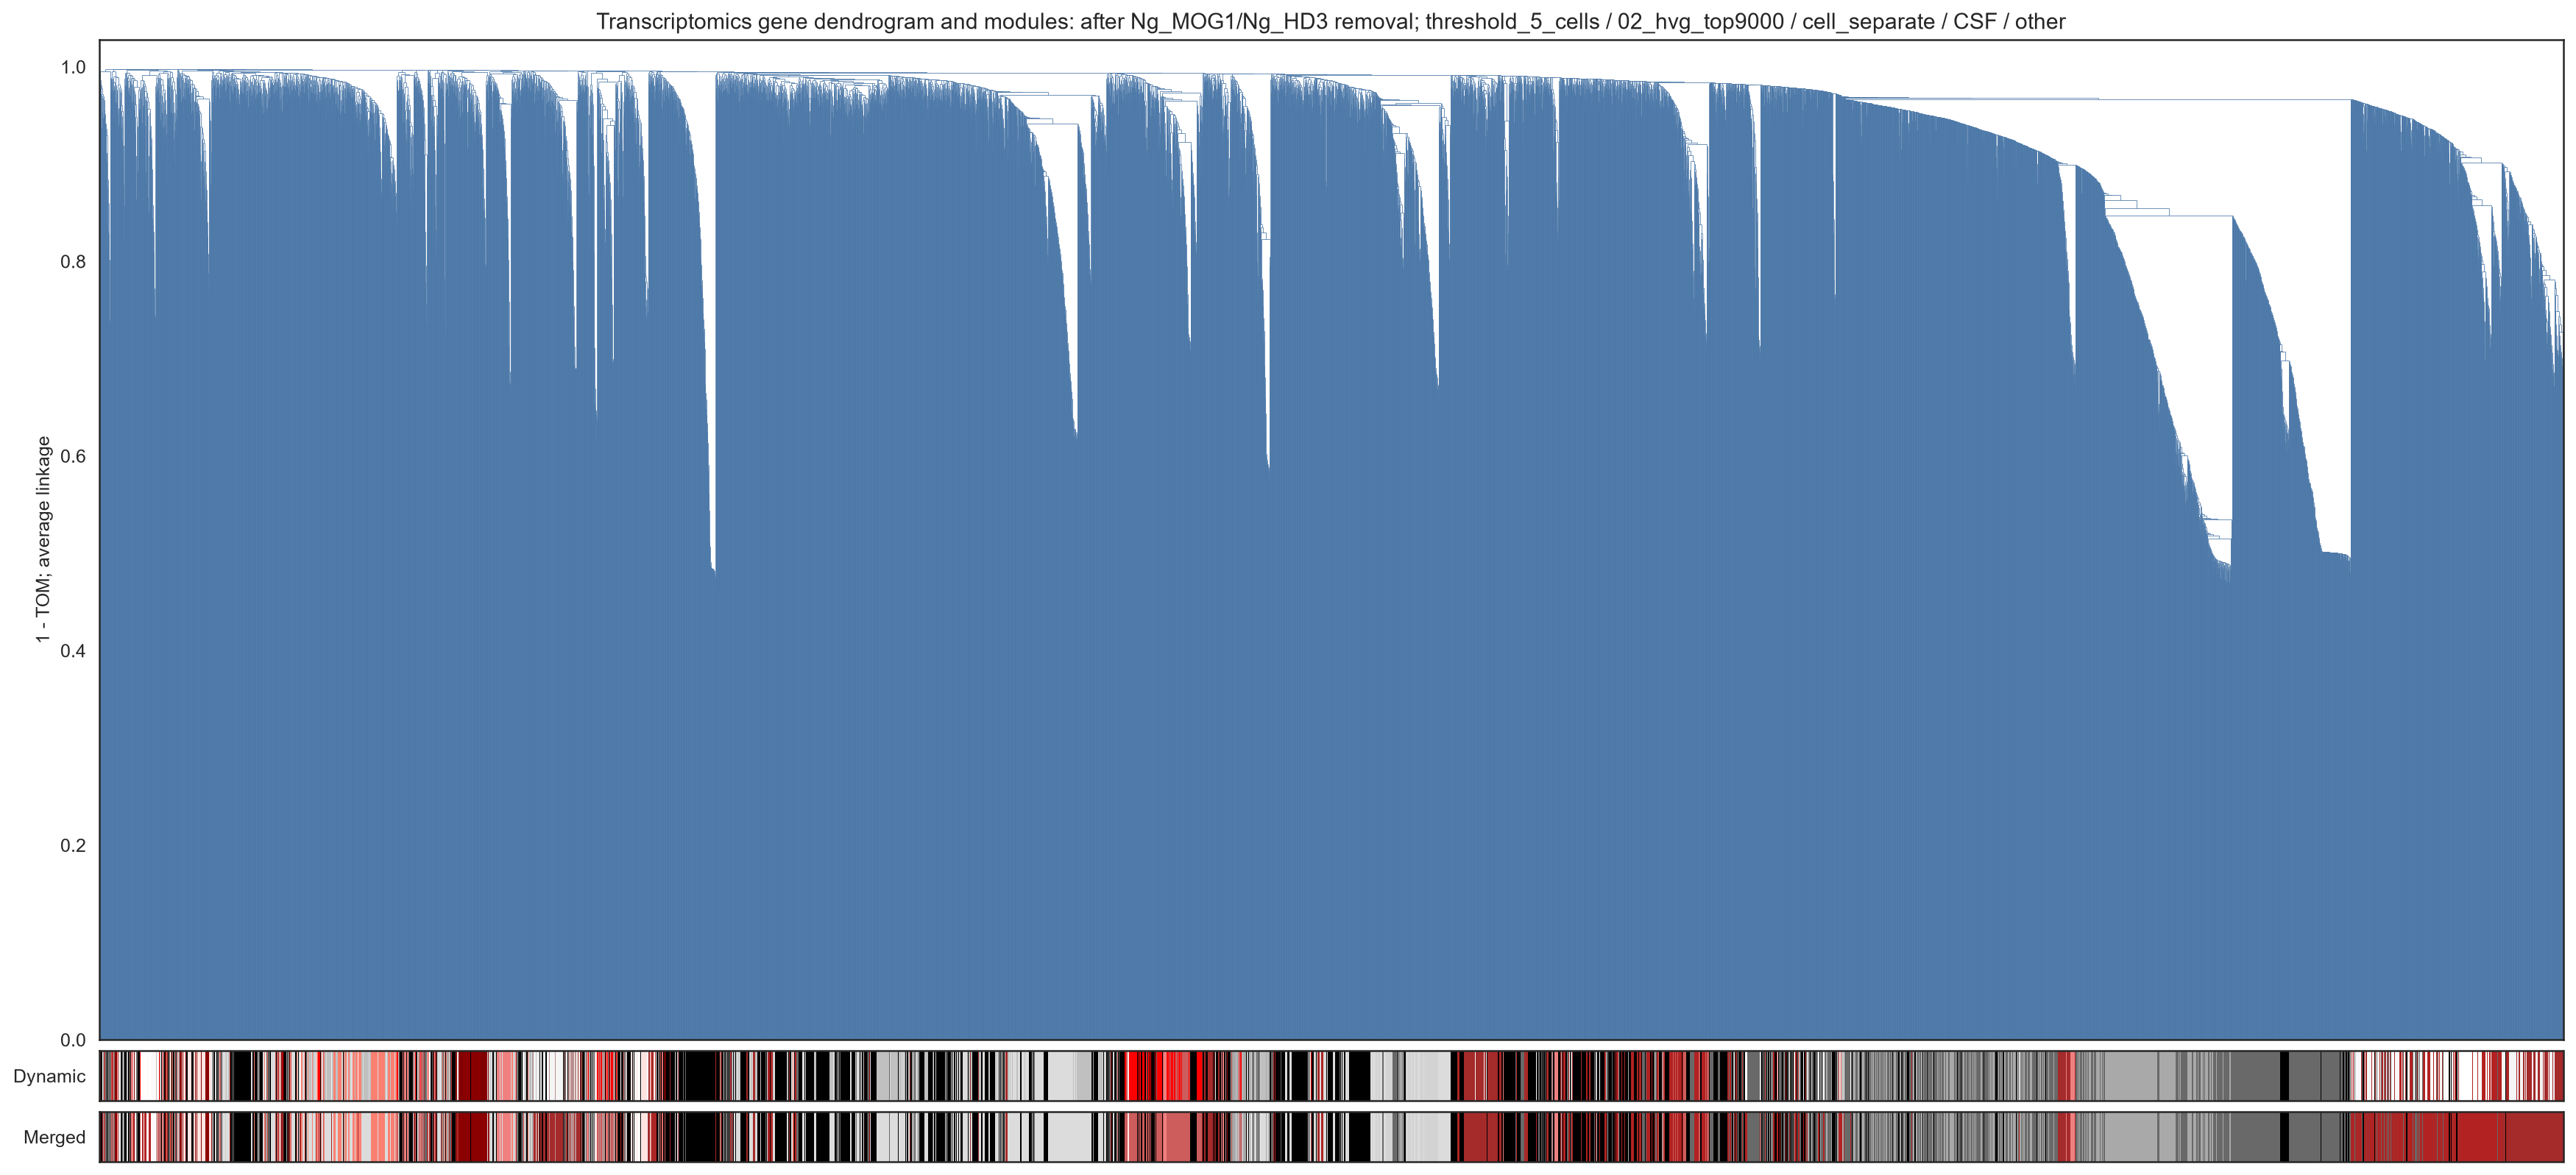 Transcriptomics gene dendrogram and modules: after Ng_MOG1/Ng_HD3 removal; threshold_5_cells / 02_hvg_top9000 / cell_separate / CSF / other
1.0
0.8
0.6
0.4
0.2
0.0
1 - TOM; average linkage
Dynamic
Merged